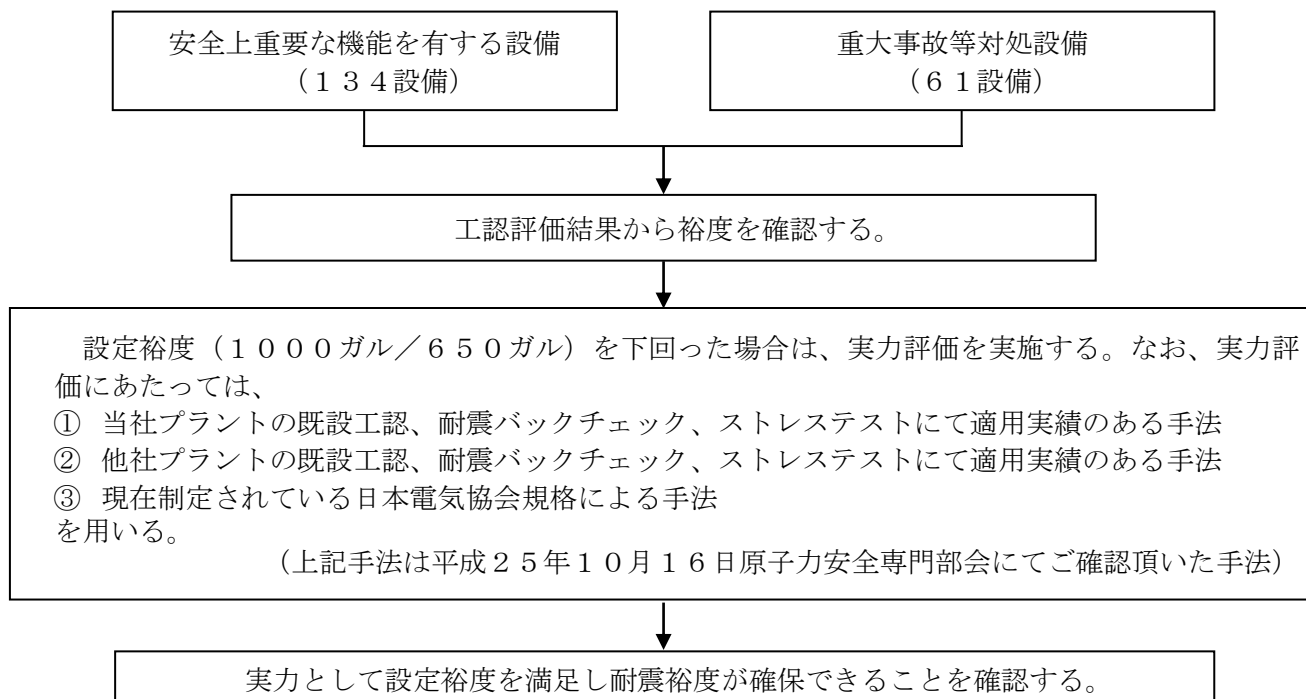 安全上重要な機能を有する設備
（１３４設備）
重大事故等対処設備
（６１設備）
工認評価結果から裕度を確認する。
設定裕度（１０００ガル／６５０ガル）を下回った場合は、実力評価を実施する。なお、実力評
価にあたっては、
① 当社プラントの既設工認、耐震バックチェック、ストレステストにて適用実績のある手法
② 他社プラントの既設工認、耐震バックチェック、ストレステストにて適用実績のある手法
③ 現在制定されている日本電気協会規格による手法
を用いる。
（上記手法は平成２５年１０月１６日原子力安全専門部会にてご確認頂いた手法）
実力として設定裕度を満足し耐震裕度が確保できることを確認する。